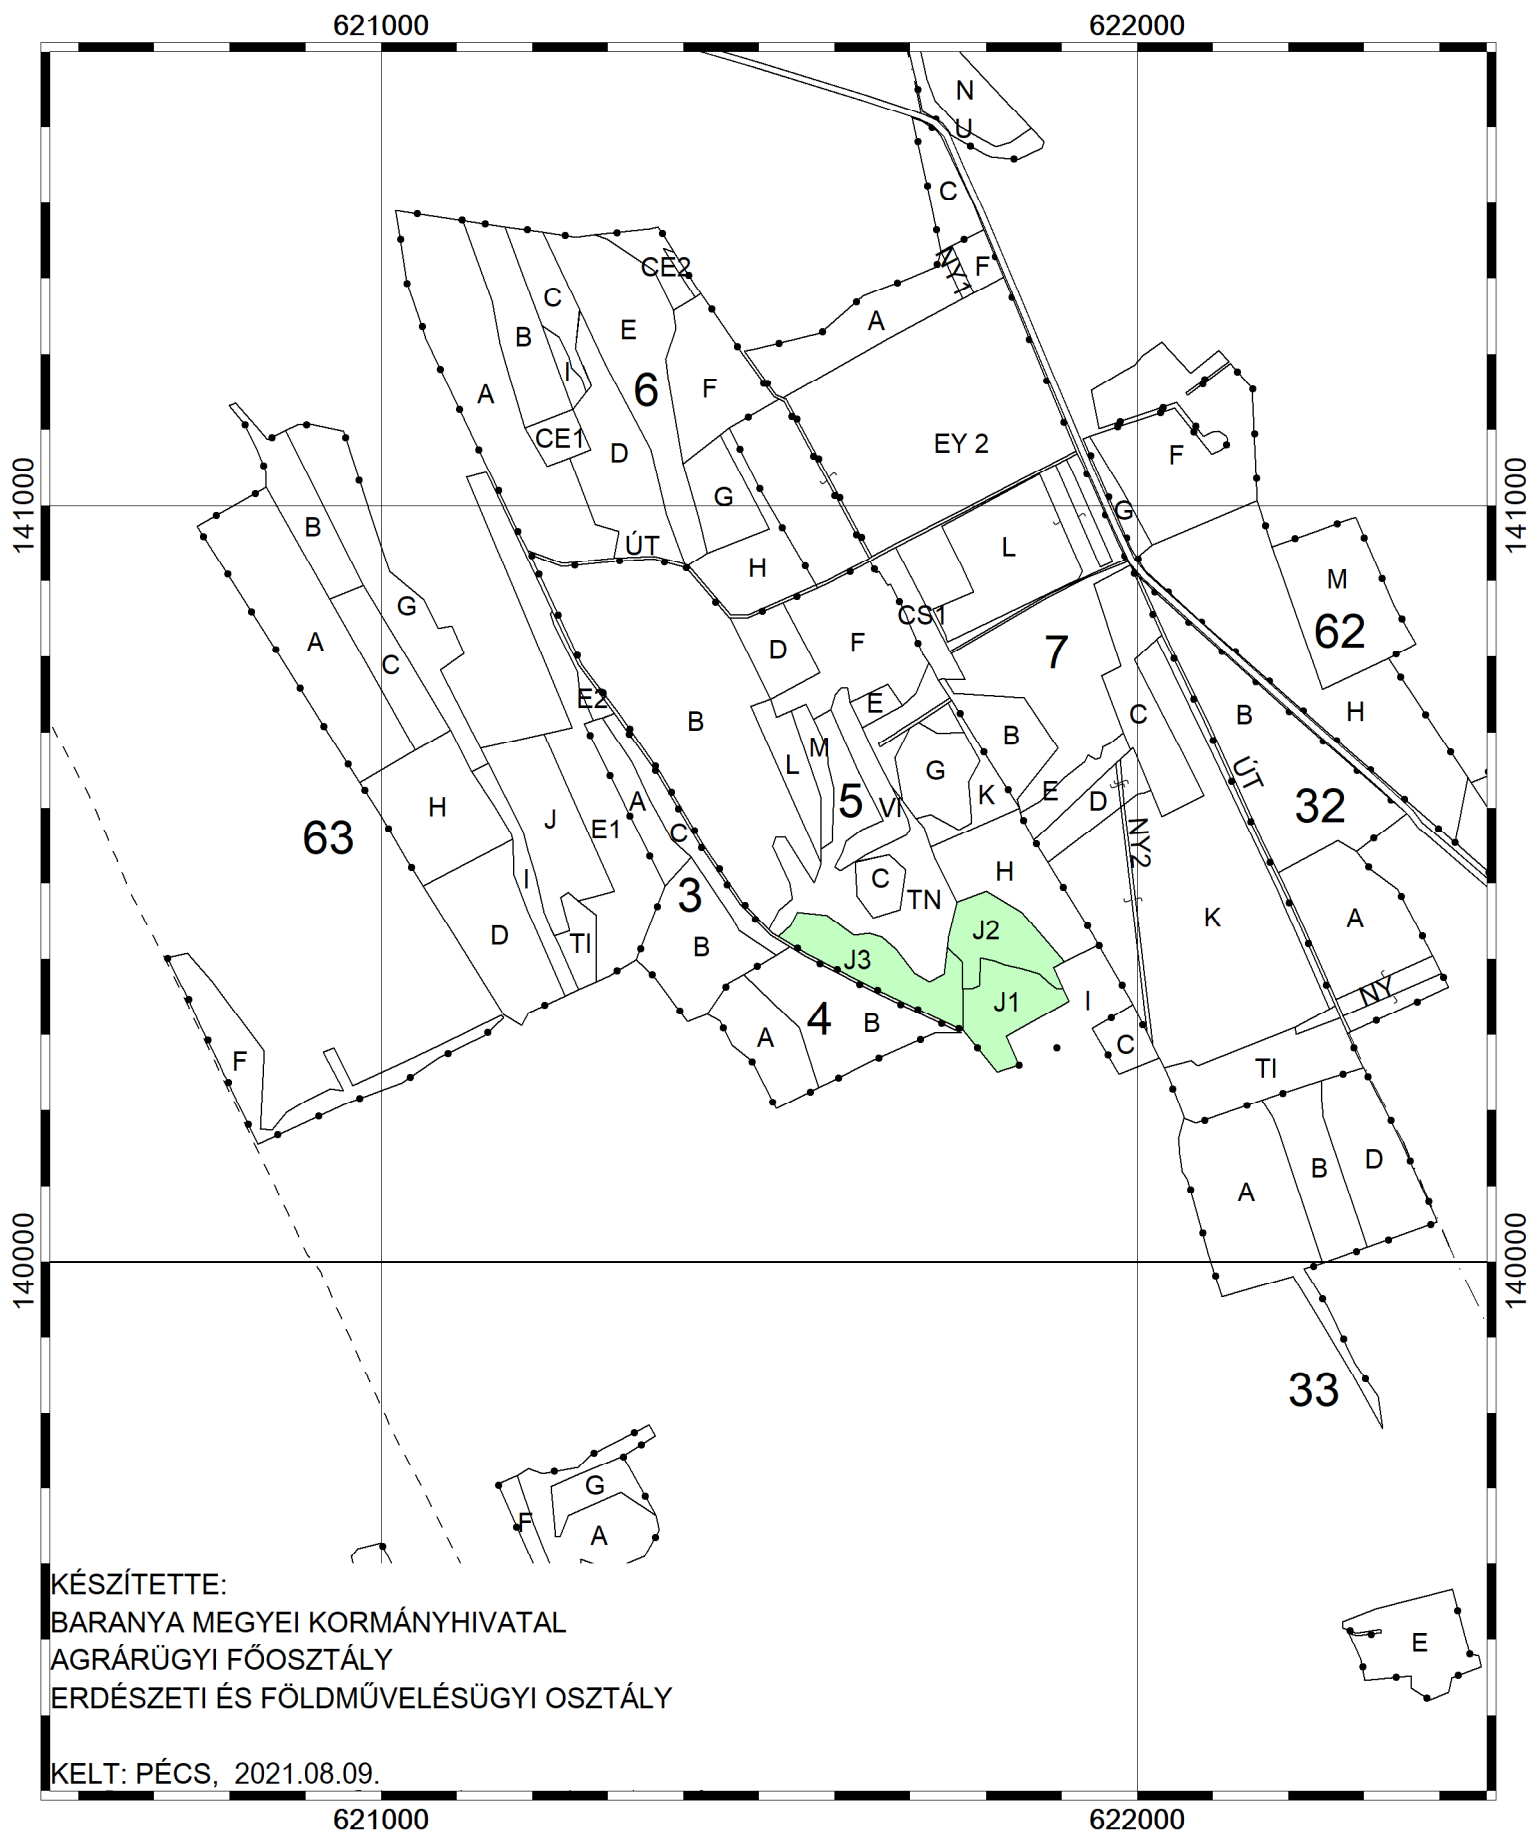 621000 622000
N
U
C
NY1 F
CE2
C
A
E
B
I
6
F
A
CE1
D
EY 2
F
141000 141000
B
G
G
ÚT
L
H
M
G
CS1
62
A
C
D
F
7
E2
E
B
C
B
H
B
M
L
G
ÚT
5
K
E
D
32
A
VI
H
J
E1
C
NY2
63
C
H
I
3
TN
K
A
D
TI
B
J2
J3
NY
J1
I
4
B
A
C
F
TI
D
B
A
140000 140000
33
G
F
A
KÉSZÍTETTE:
BARANYA MEGYEI KORMÁNYHIVATAL
AGRÁRÜGYI FŐOSZTÁLY
E
ERDÉSZETI ÉS FÖLDMŰVELÉSÜGYI OSZTÁLY
KELT: PÉCS, 2021.08.09.
621000 622000